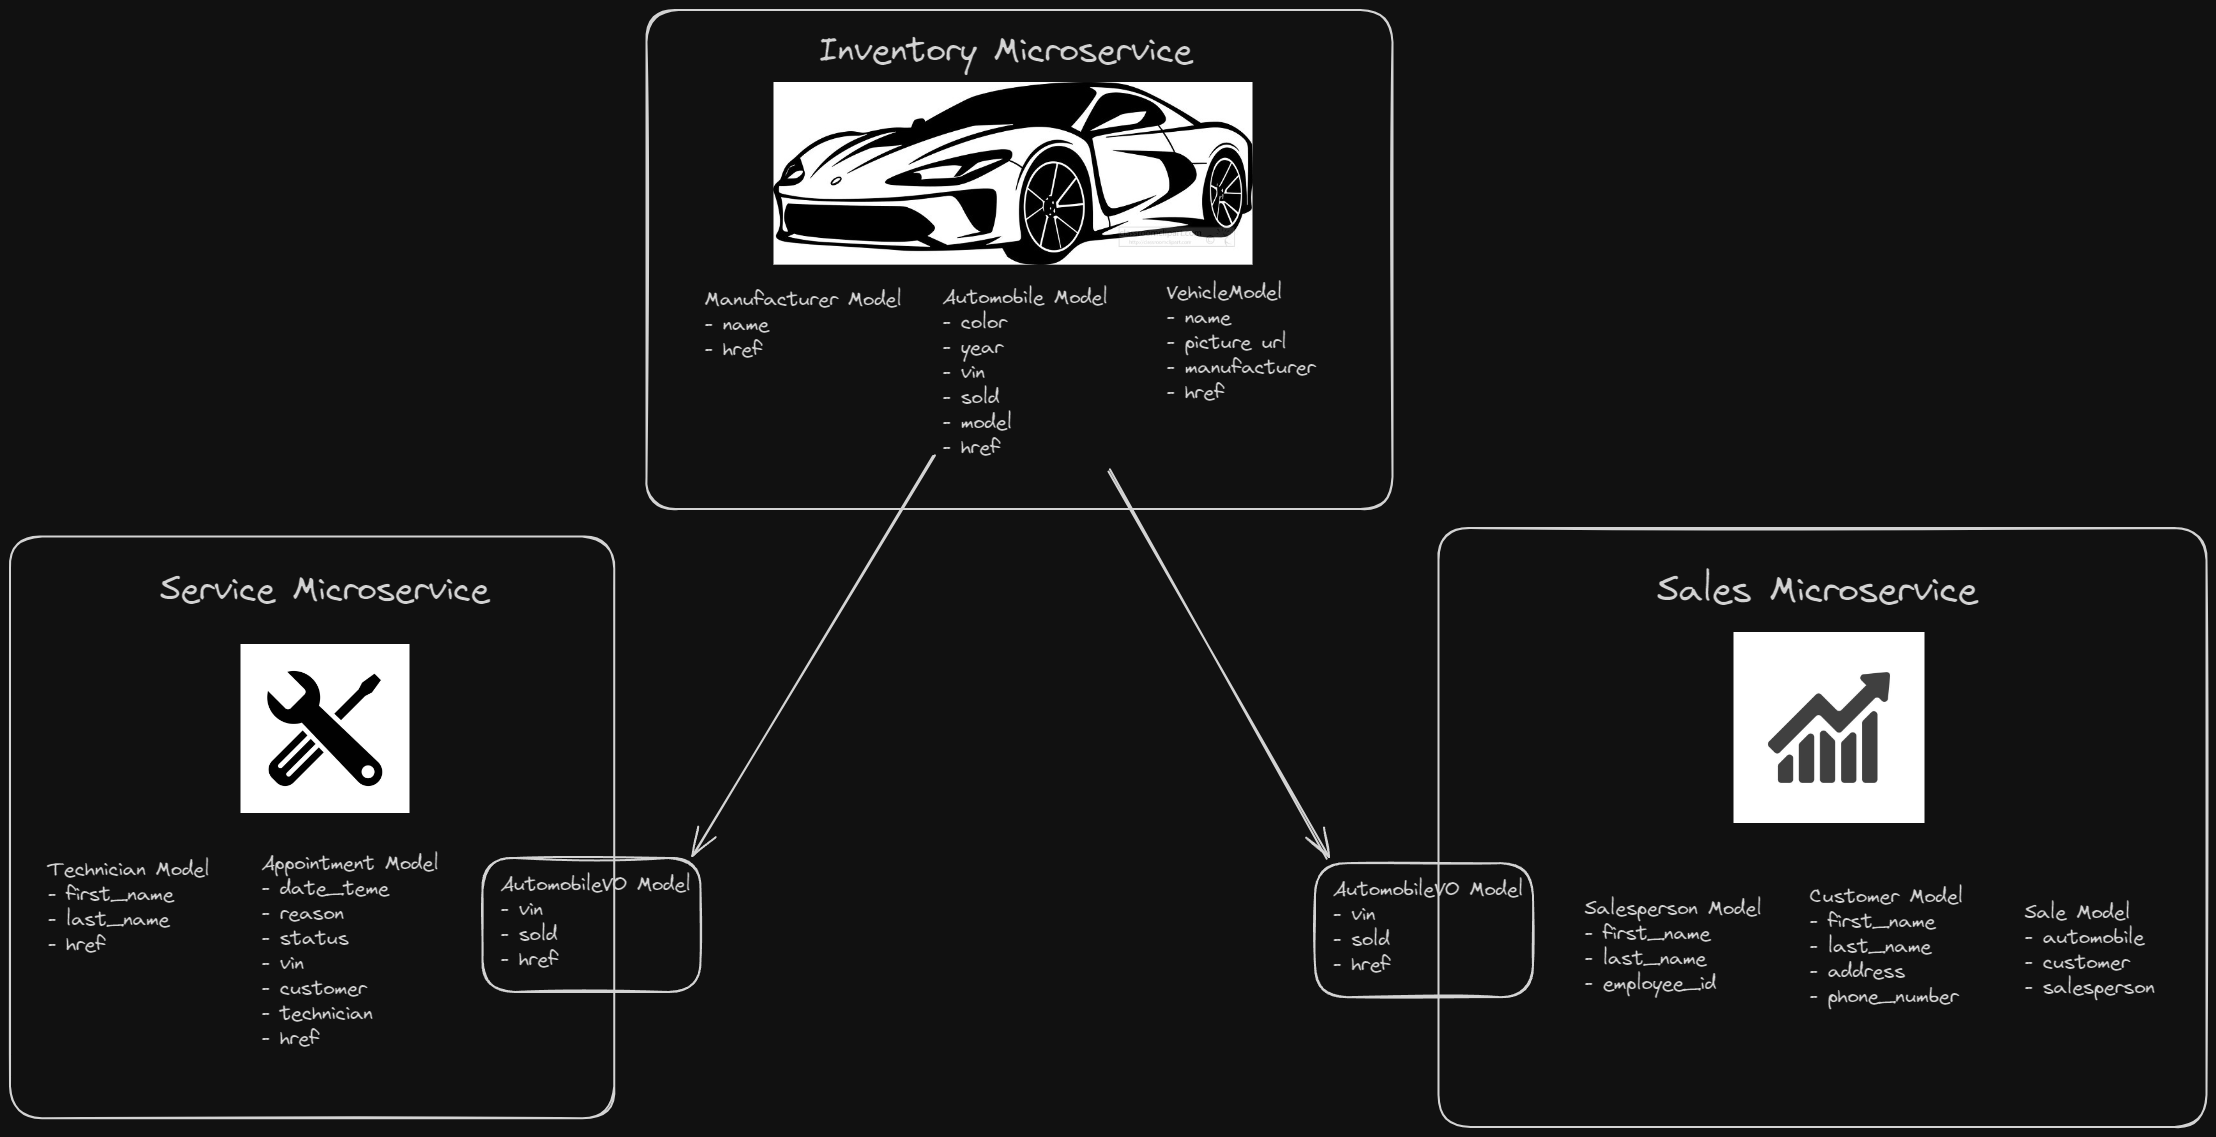 Inventory Microservice
Manufacturer Model
- name
- href
Automobile Model
- color
- year
- vin
- sold
- model
- href
VehicleModel
- name
- picture url
- manufacturer
- href
Service Microservice
Technician Model
- first_name
- last_name
- href
Appointment Model
- date_teme
- reason
- status
- vin
- customer
- technician
- href
AutomobileVO Model
- vin
- sold
- href
Sales Microservice
AutomobileVO Model
- vin
- sold
- href
Salesperson Model
- first_name
- last_name
- employee_id
Customer Model
- first_name
- last_name
- address
- phone_number
Sale Model
- automobile
- customer
- salesperson